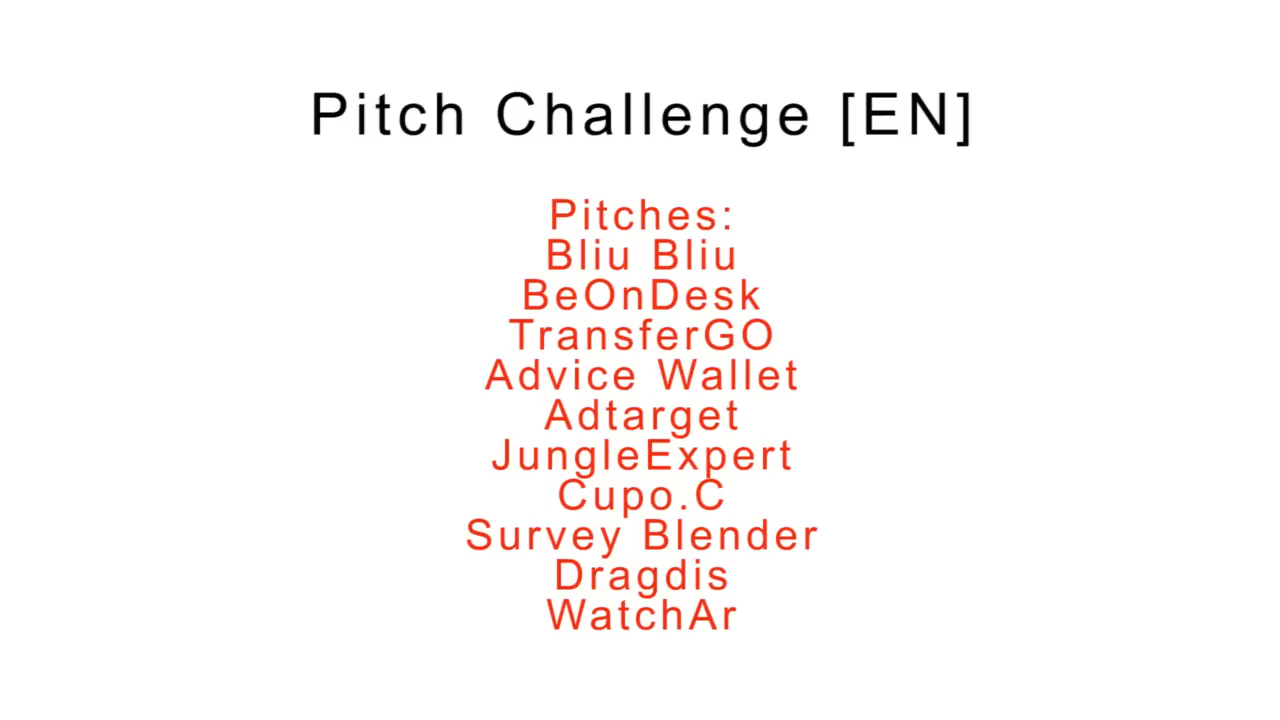 Pitch Challenge [EN]
Pitches:
Bliu Bliu
BeOnDesk
TransferGO
Advice Wallet
Adtarget
JungleExpert
Cupo.C
Survey Blender
Dragdis
WatchAr